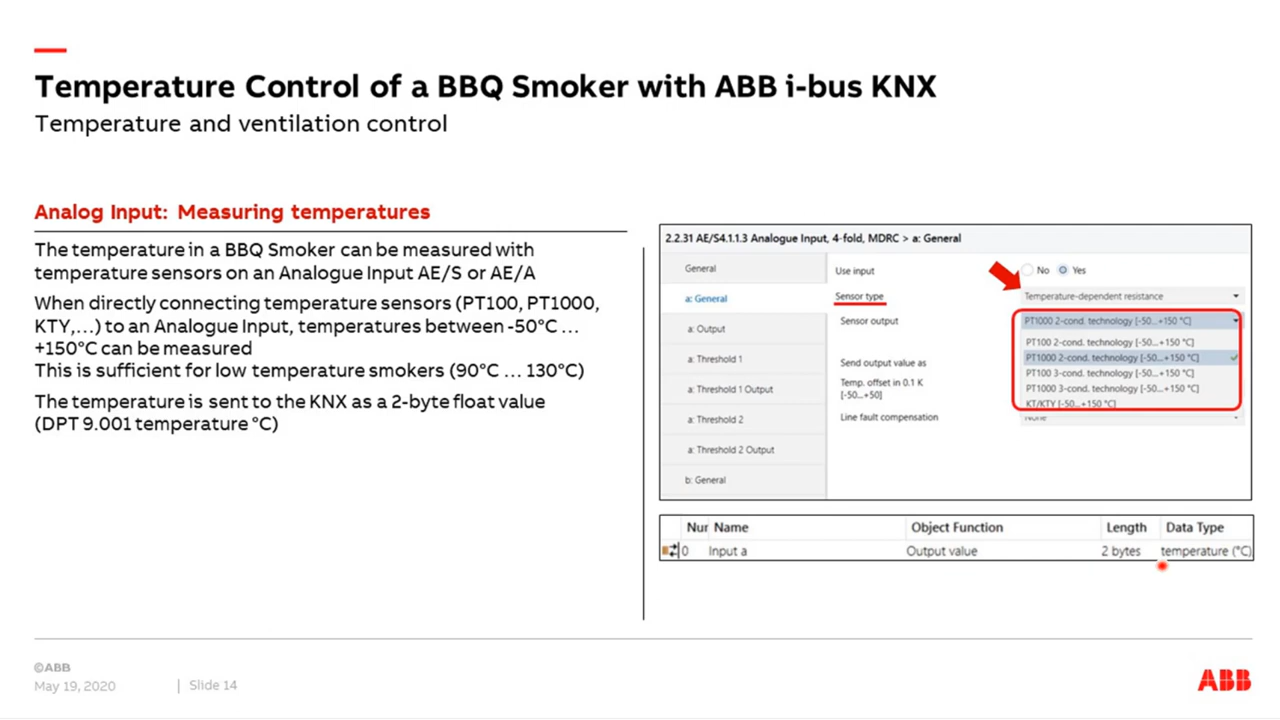 Temperature Control of a BBQ Smoker with ABB i-bus KNX
Temperature and ventilation control
Analog Input: Measuring temperatures
The temperature in a BBQ Smoker can be measured with
temperature sensors on an Analogue Input AE/S or AE/A
When directly connecting temperature sensors (PT100, PT1000,
KTY,...) to an Analogue Input, temperatures between -50°C ...
+150°C can be measured
This is sufficient for low temperature smokers (90°C ... 130°C)
The temperature is sent to the KNX as a 2-byte float value
(DPT 9.001 temperature °C)
2.2.31 AE/S4.1.1.3 Analogue Input, 4-fold, MDRC > a: General
General
a: General
a: Output
a: Threshold 1
a: Threshold 1 Output
a: Threshold 2
a: Threshold 2 Output
b: General
Use input
No Yes
Sensor type
Temperature-dependent resistance
Sensor output
PT1000 2-cond. technology [-50...+150 °C]
PT100 2-cond. technology [-50...+150 °C]
PT1000 2-cond. technology [-50...+150 °C]
PT100 3-cond. technology [-50...+150 °C]
PT1000 3-cond. technology [-50...+150 °C]
KT/KTY [-50...+150 °C]
Send output value as
Temp. offset in 0.1 K
[-50...+50]
Line fault compensation
None
Nur Name Object Function Length Data Type
0 Input a Output value 2 bytes temperature (°C)
©ABB
May 19, 2020 | Slide 14
ABB